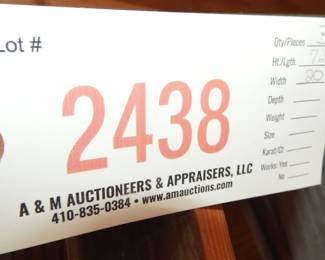 Lot #
2438
A & M AUCTIONEERS & APPRAISERS, LLC
410-835-0384 • www.amauctions.com
Qty/Pieces
Ht./Lgth.
Width 20
Depth
Weight
Size
Karat/Ct
Works: Yes
No